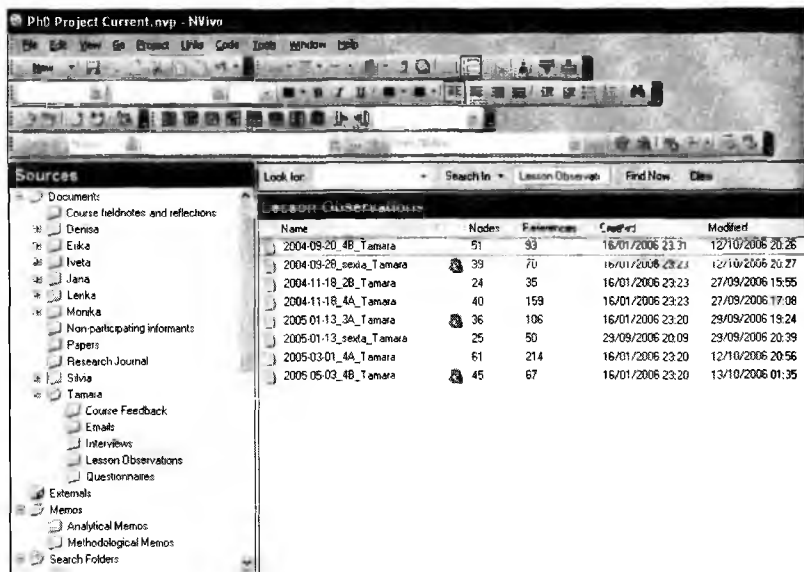 PhD Project Current.nvp - NVivo
File Edit View Go Project Links Code Tools Window Help
New
Sources
Look for: Search In Lesson Observati Find Now Clear
Documents
Course fieldnotes and reflections
Denisa
Erika
Iveta
Jana
Lenka
Monika
Non-participating informants
Papers
Research Journal
Silvia
Tamara
Course Feedback
Emails
Interviews
Lesson Observations
Questionnaires
Externals
Memos
Analytical Memos
Methodological Memos
Search Folders
Lesson Observations
Name Nodes References Created Modified
2004-09-20_4B_Tamara 51 93 16/01/2006 23:31 12/10/2006 20:26
2004-09-28_sexta_Tamara 39 70 16/01/2006 23:23 12/10/2006 20:27
2004-11-18_2B_Tamara 24 35 16/01/2006 23:23 27/09/2006 15:55
2004-11-18_4A_Tamara 40 159 16/01/2006 23:23 27/09/2006 17:08
2005-01-13_3A_Tamara 36 106 16/01/2006 23:20 29/09/2006 19:24
2005-01-13_sexta_Tamara 25 50 29/09/2006 20:09 29/09/2006 20:39
2005-03-01_4A_Tamara 61 214 16/01/2006 23:20 12/10/2006 20:56
2005-05-03_4B_Tamara 45 67 16/01/2006 23:20 13/10/2006 01:35